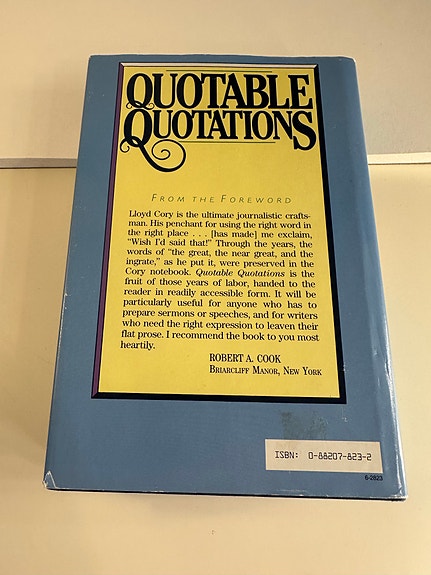 QUOTABLE
QUOTATIONS
FROM THE FOREWORD
Lloyd Cory is the ultimate journalistic crafts-
man. His penchant for using the right word in
the right place . . . [has made] me exclaim,
"Wish I'd said that!" Through the years, the
words of "the great, the near great, and the
ingrate," as he put it, were preserved in the
Cory notebook. Quotable Quotations is the
fruit of those years of labor, handed to the
reader in readily accessible form. It will be
particularly useful for anyone who has to
prepare sermons or speeches, and for writers
who need the right expression to leaven their
flat prose. I recommend the book to you most
heartily.
ROBERT A. COOK
BRIARCLIFF MANOR, NEW YORK
ISBN: 0-88207-823-2
6-2823